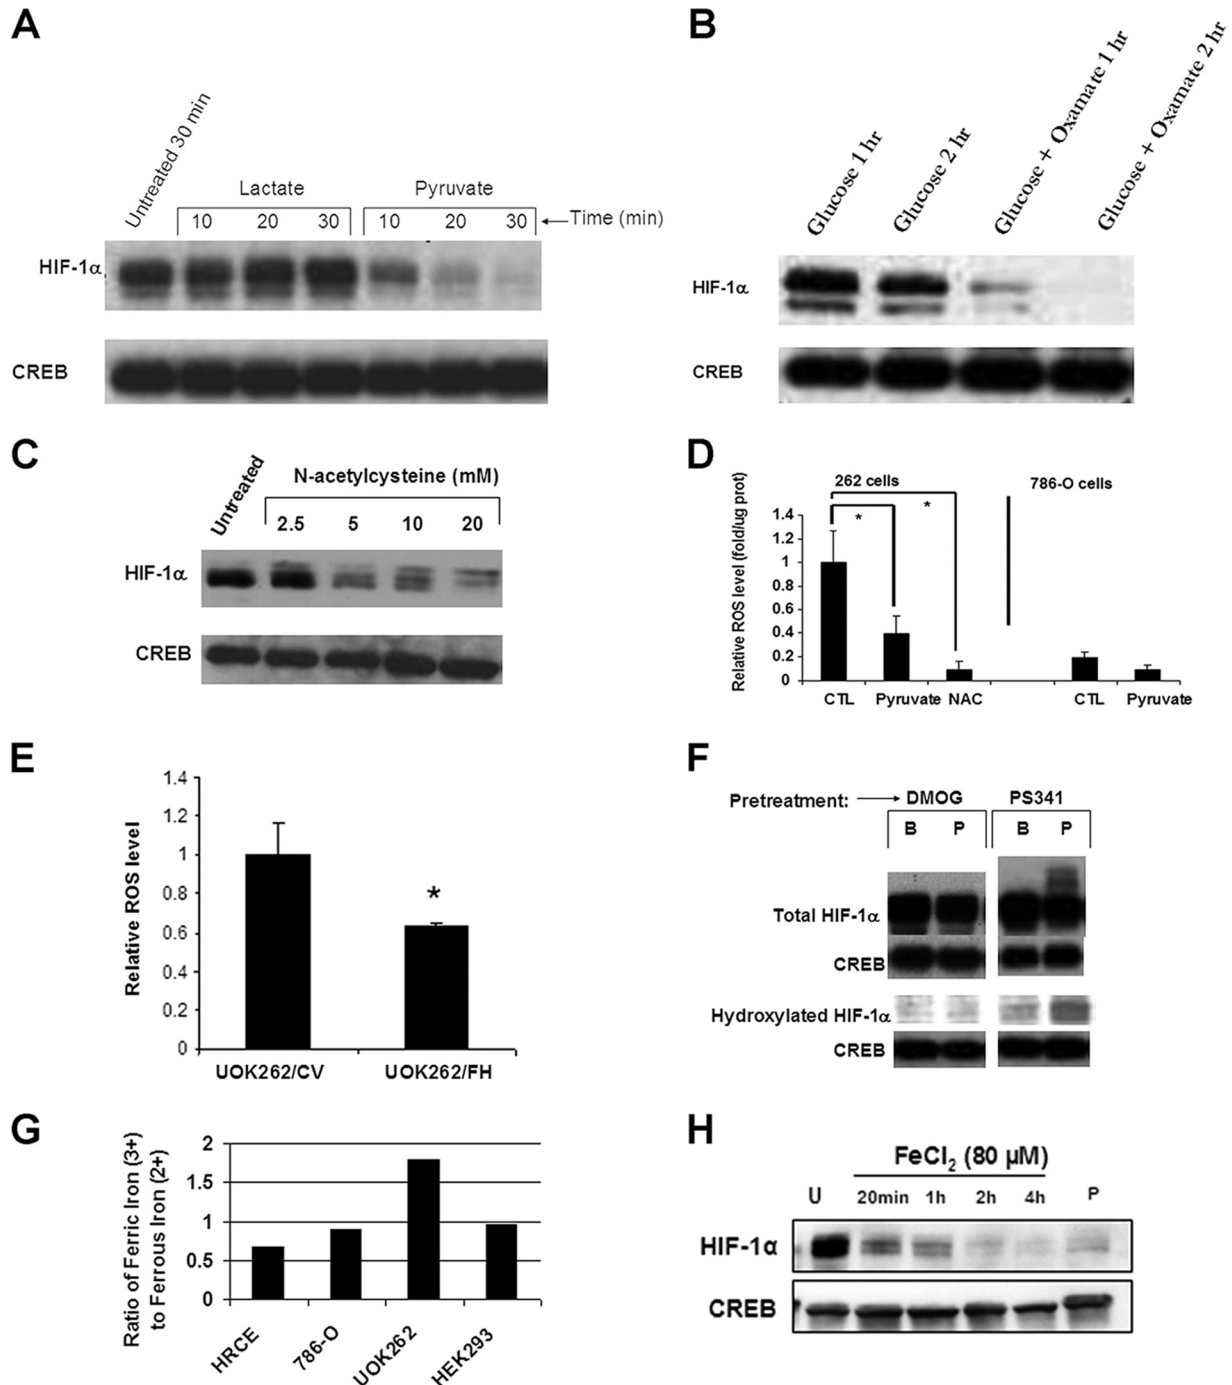 A
Untreated 30 min
Lactate
Pyruvate
10 20 30 10 20 30 ←Time (min)
HIF-1α
CREB
B
Glucose 1 hr
Glucose 2 hr
Glucose + Oxamate 1 hr
Glucose + Oxamate 2 hr
HIF-1α
CREB
C
Untreated
N-acetylcysteine (mM)
2.5 5 10 20
HIF-1α
CREB
D
262 cells
786-O cells
* *
Relative ROS level (fold/ug prot)
1.4
1.2
1
0.8
0.6
0.4
0.2
0
CTL Pyruvate NAC CTL Pyruvate
E
Relative ROS level
1.4
1.2
1
0.8
0.6
0.4
0.2
0
*
UOK262/CV UOK262/FH
F
Pretreatment: → DMOG PS341
B P B P
Total HIF-1α
CREB
Hydroxylated HIF-1α
CREB
G
Ratio of Ferric Iron (3+)
to Ferrous Iron (2+)
2
1.5
1
0.5
0
HRCE
786-O
UOK262
HEK293
H
FeCl₂ (80 µM)
U 20min 1h 2h 4h P
HIF-1α
CREB